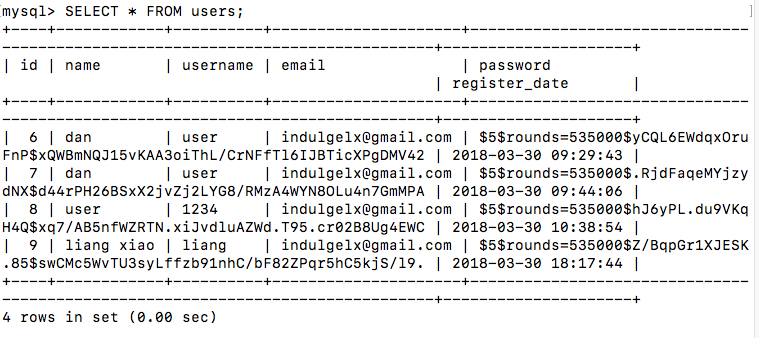 mysql> SELECT * FROM users;
+----+------------+----------+--------------------+-----------------------------
------------------------------------------------+---------------------+
| id | name       | username | email              | password
                                                | register_date       |
+----+------------+----------+--------------------+-----------------------------
------------------------------------------------+---------------------+
|  6 | dan        | user     | indulgelx@gmail.com | $5$rounds=535000$yCQL6EWdqxOru
FnP$xQWBmNQJ15vKAA3oiThL/CrNFfTl6IJBTicXPgDMV42 | 2018-03-30 09:29:43 |
|  7 | dan        | user     | indulgelx@gmail.com | $5$rounds=535000$.RjdFaqeMYjzy
dNX$d44rPH26BSxX2jvZj2LYG8/RMzA4WYN8OLu4n7GmMPA | 2018-03-30 09:44:06 |
|  8 | user       | 1234     | indulgelx@gmail.com | $5$rounds=535000$hJ6yPL.du9VKq
H4Q$xq7/AB5nfWZRTN.xiJvdluAZWd.T95.cr02B8Ug4EWC | 2018-03-30 10:38:54 |
|  9 | liang xiao | liang    | indulgelx@gmail.com | $5$rounds=535000$Z/BqpGr1XJESK
.85$swCMc5WvTU3syLffzb91nhC/bF82ZPqr5hC5kjS/l9. | 2018-03-30 18:17:44 |
+----+------------+----------+--------------------+-----------------------------
------------------------------------------------+---------------------+
4 rows in set (0.00 sec)